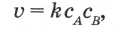 υ = kc_A c_B,